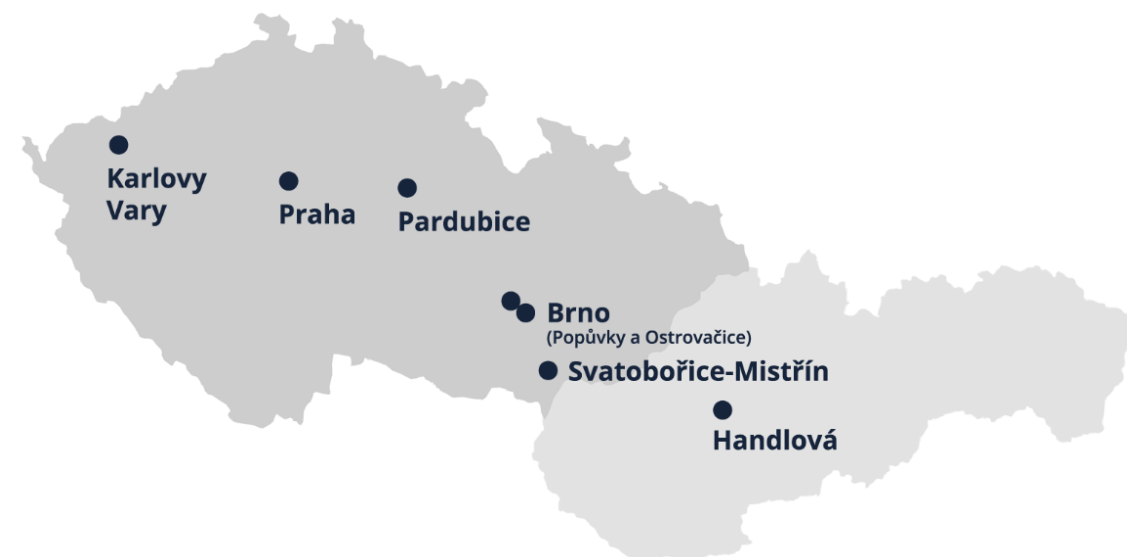 Karlovy
Vary
Praha
Pardubice
Brno
(Popůvky a Ostrovačice)
Svatobořice-Mistřín
Handlová